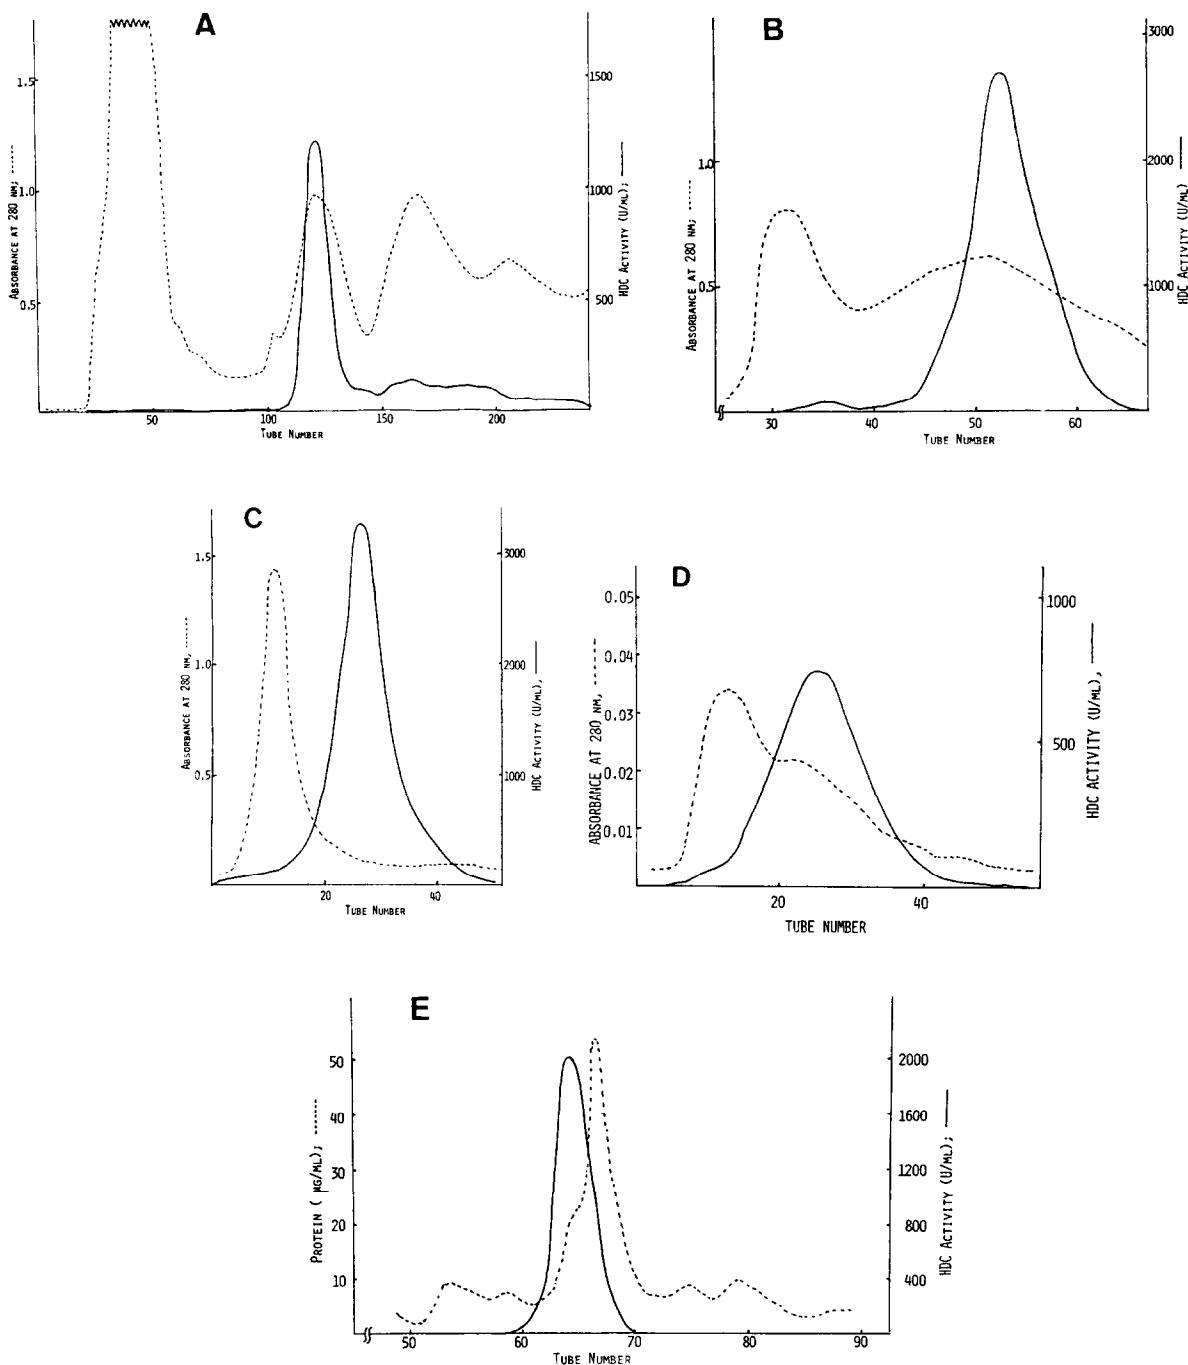 A
1.5
1.0
0.5
ABSORBANCE AT 280 NM;
50
100
150
200
TUBE NUMBER
1500
1000
500
HDC ACTIVITY (U/ML);
B
1.0
0.5
ABSORBANCE AT 280 NM;
30
40
50
60
TUBE NUMBER
3000
2000
1000
HDC ACTIVITY (U/ML)
C
1.5
1.0
0.5
ABSORBANCE AT 280 NM,
20
40
TUBE NUMBER
3000
2000
1000
HDC ACTIVITY (U/ML),
D
0.05
0.04
0.03
0.02
0.01
ABSORBANCE AT 280 NM,
20
40
TUBE NUMBER
1000
500
HDC ACTIVITY (U/ML),
E
50
40
30
20
10
PROTEIN ( µG/ML);
50
60
70
80
90
TUBE NUMBER
2000
1600
1200
800
400
HDC ACTIVITY (U/ML);